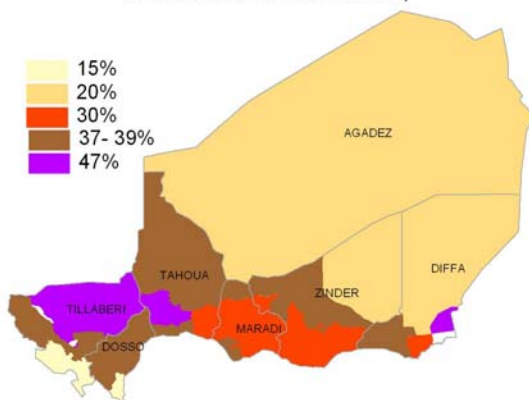 15%
20%
30%
37- 39%
47%
AGADEZ
DIFFA
TAHOUA
ZINDER
TILLABERI
MARADI
DOSSO